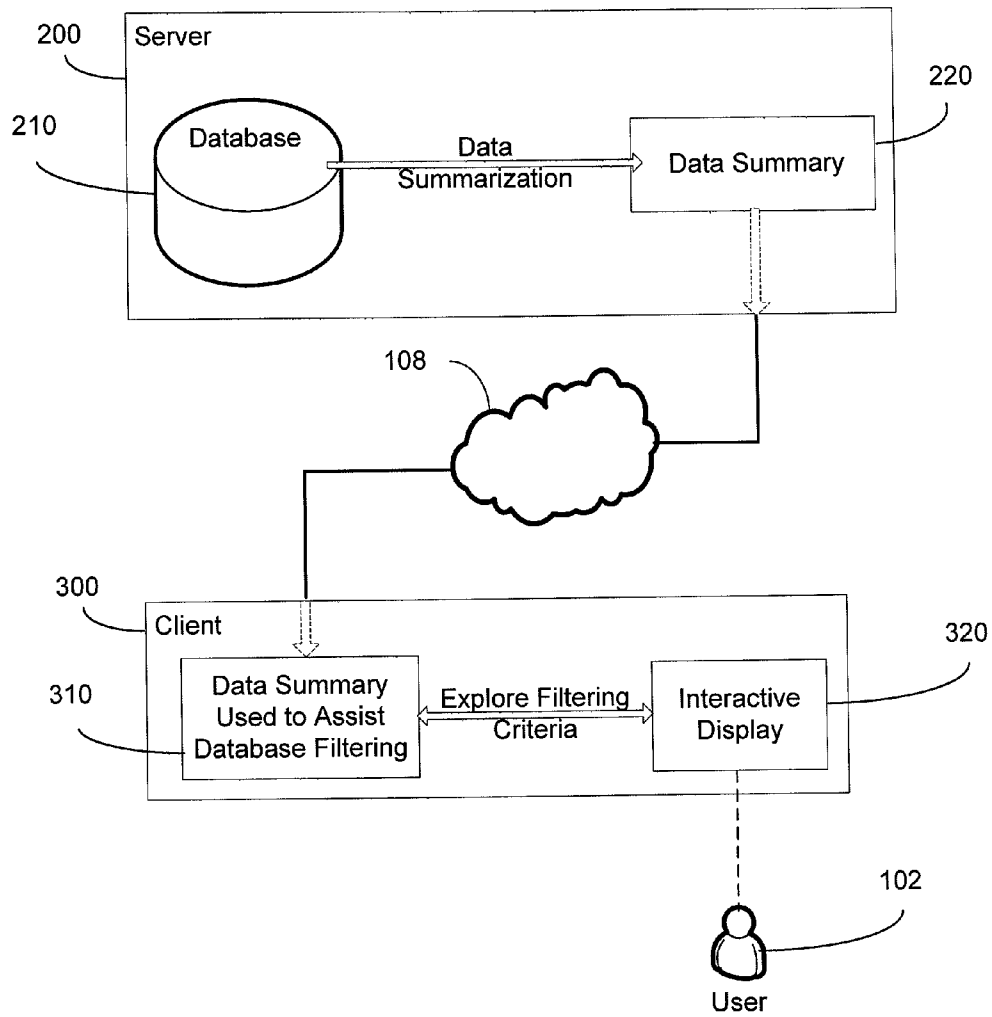 Server
200
220
210
Database
Data
Summarization
Data Summary
108
300
Client
320
310
Data Summary
Used to Assist
Database Filtering
Explore Filtering
Criteria
Interactive
Display
102
User